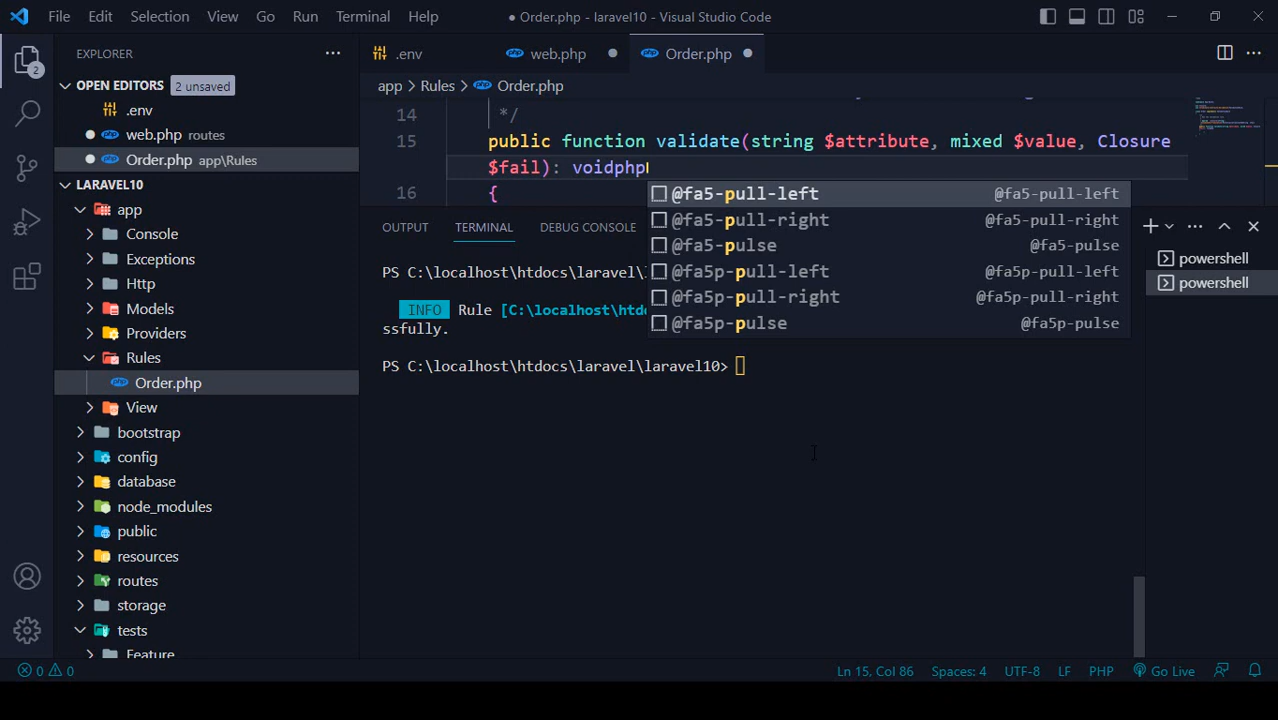 File Edit Selection View Go Run Terminal Help
● Order.php - laravel10 - Visual Studio Code
EXPLORER
OPEN EDITORS 2 unsaved
.env
web.php routes
Order.php app\Rules
LARAVEL10
app
Console
Exceptions
Http
Models
Providers
Rules
Order.php
View
bootstrap
config
database
node_modules
public
resources
routes
storage
tests
Feature
2
.env web.php Order.php
app > Rules > Order.php
14 */
15 public function validate(string $attribute, mixed $value, Closure
$fail): voidphp
16 {
@fa5-pull-left @fa5-pull-left
@fa5-pull-right @fa5-pull-right
@fa5-pulse @fa5-pulse
@fa5p-pull-left @fa5p-pull-left
@fa5p-pull-right @fa5p-pull-right
@fa5p-pulse @fa5p-pulse
OUTPUT TERMINAL DEBUG CONSOLE
PS C:\localhost\htdocs\laravel\
INFO Rule [C:\localhost\htdo
ssfully.
PS C:\localhost\htdocs\laravel\laravel10>
powershell
powershell
0 0 Ln 15, Col 86 Spaces: 4 UTF-8 LF PHP Go Live